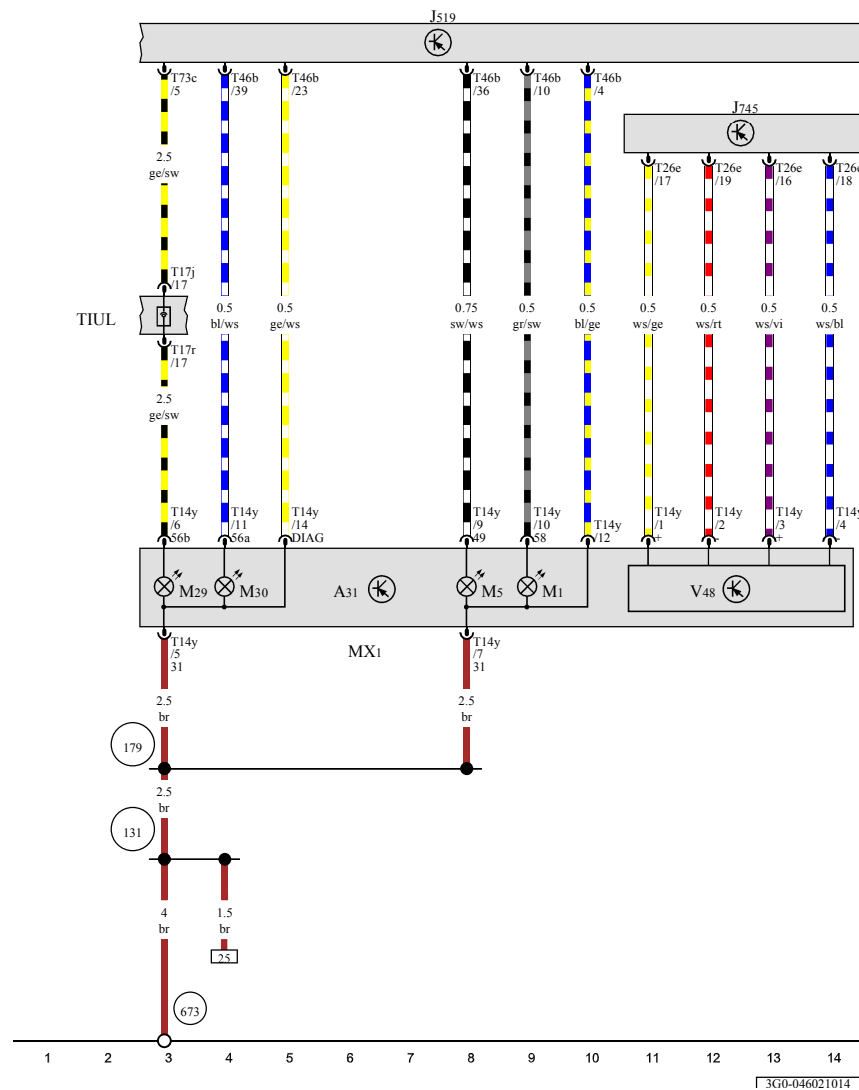 J519
T73c T46b T46b T46b T46b T46b
/5 /39 /23 /36 /10 /4
J745
T26e T26e T26e T26e
/17 /19 /16 /18
2.5
ge/sw
T17j
/17
TIUL
0.5 0.5 0.75 0.5 0.5 0.5 0.5 0.5 0.5
bl/ws ge/ws sw/ws gr/sw bl/ge ws/ge ws/rt ws/vi ws/bl
T17r
/17
2.5
ge/sw
T14y T14y T14y T14y T14y T14y T14y T14y T14y
/6 /11 /14 /9 /10 /1 /2 /3 /4
56b 56a DIAG 49 58 T14y + - + -
/12
M29 M30 A31 M5 M1 V48
T14y T14y
/5 /7
31 31
MX1
2.5 2.5
br br
179
2.5
br
131
4 1.5
br br
25
673
1 2 3 4 5 6 7 8 9 10 11 12 13 14
3G0-046021014